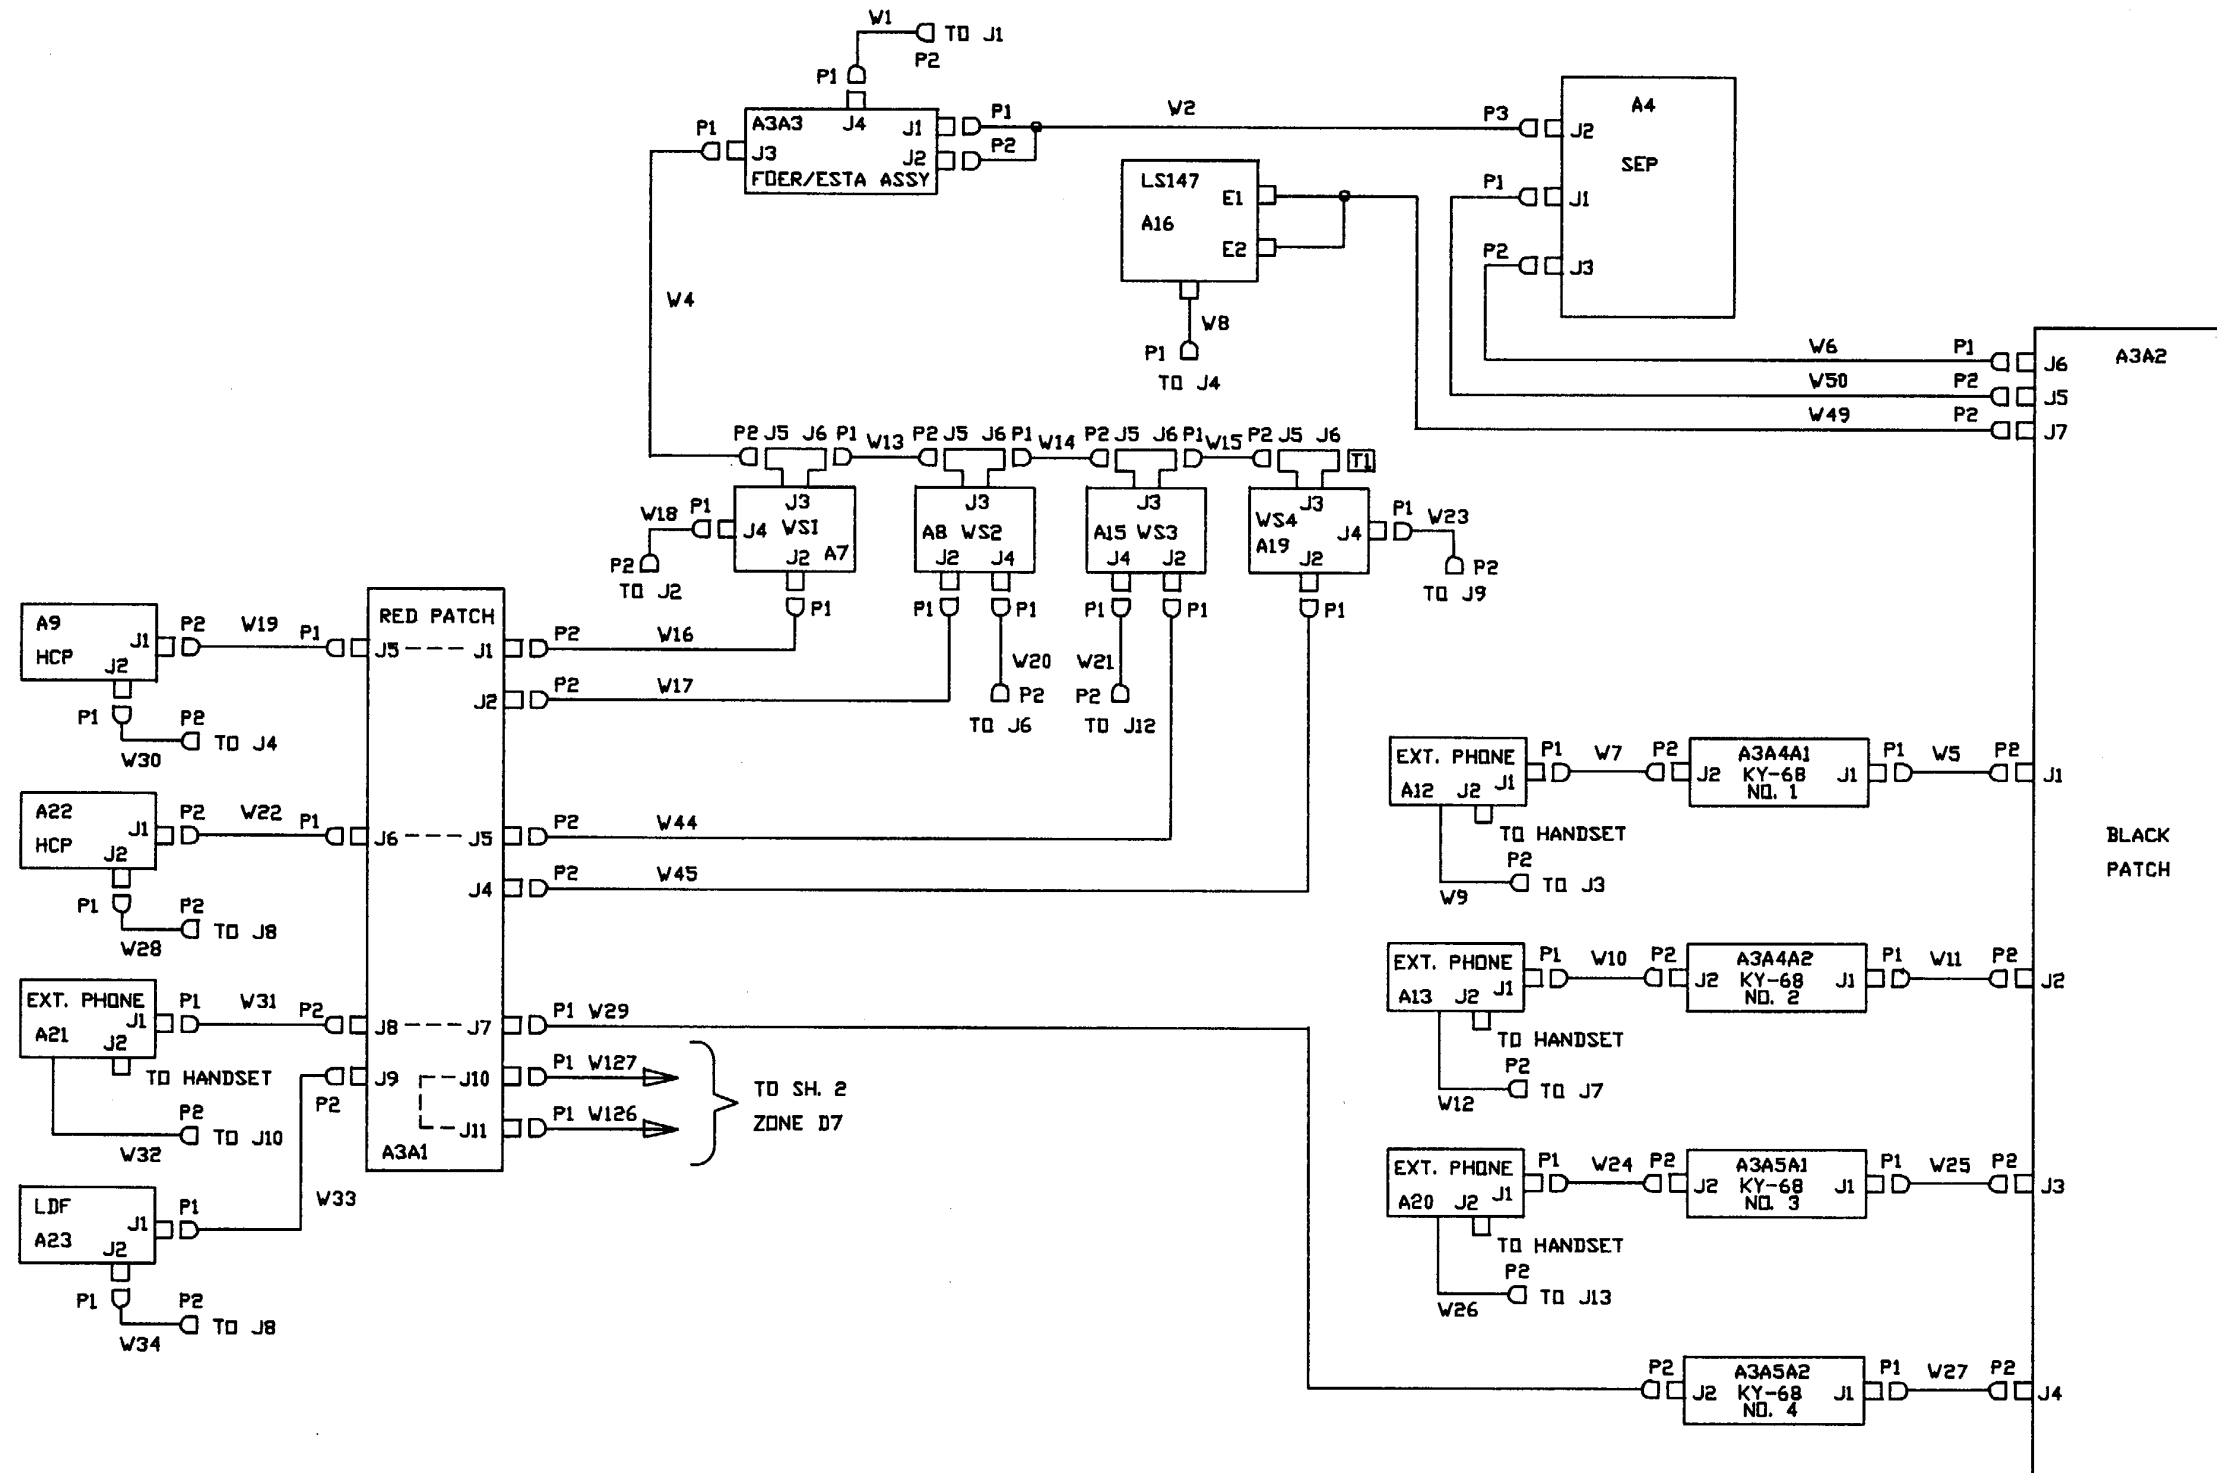 W1
TO J1
P2
P1
A3A3 J4 J1
J3 J2
FOER/ESTA ASSY
P1
P1
P2
W2
P3
A4
SEP
J2
P1
J1
P2
J3
LS147
A16
E1
E2
W8
P1
TO J4
W4
W6
P1
J6
W50
P2
J5
W49
P2
J7
A3A2
BLACK
PATCH
P2 J5 J6 P1 W13 P2 J5 J6 P1 W14 P2 J5 J6 P1 W15 P2 J5 J6 T1
W18 P1
P2
TO J2
J3
J4 WS1
J2 A7
P1
J3
A8 WS2
J2 J4
P1 P1
J3
A15 WS3
J4 J2
P1 P1
J3
WS4 J4
A19 J2
P1
P1 W23
P2
TO J9
W20
P2
TO J6
W21
P2
TO J12
A9
HCP
J1
J2
P2 W19 P1
P1
P2
TO J4
W30
RED PATCH
J5 --- J1
P2 W16
J2
P2 W17
A22
HCP
J1
J2
P2 W22 P1
P1
P2
TO J8
W28
J6 --- J5
P2 W44
J4
P2 W45
EXT. PHONE
A21
J1
J2
P1 W31 P2
TO HANDSET
P2
TO J10
W32
J8 --- J7
P1 W29
J9
P2
J10
P1 W127
J11
P1 W126
A3A1
TO SH. 2
ZONE D7
LDF
A23
J1
J2
P1
W33
P1
P2
TO J8
W34
EXT. PHONE
A12 J2 J1
P1 W7 P2
J2 A3A4A1 J1
KY-68
NO. 1
P1 W5 P2
J1
TO HANDSET
P2
TO J3
W9
EXT. PHONE
A13 J2 J1
P1 W10 P2
J2 A3A4A2 J1
KY-68
NO. 2
P1 W11 P2
J2
TO HANDSET
P2
TO J7
W12
EXT. PHONE
A20 J2 J1
P1 W24 P2
J2 A3A5A1 J1
KY-68
NO. 3
P1 W25 P2
J3
TO HANDSET
P2
TO J13
W26
P2
J2 A3A5A2 J1
KY-68
NO. 4
P1 W27 P2
J4